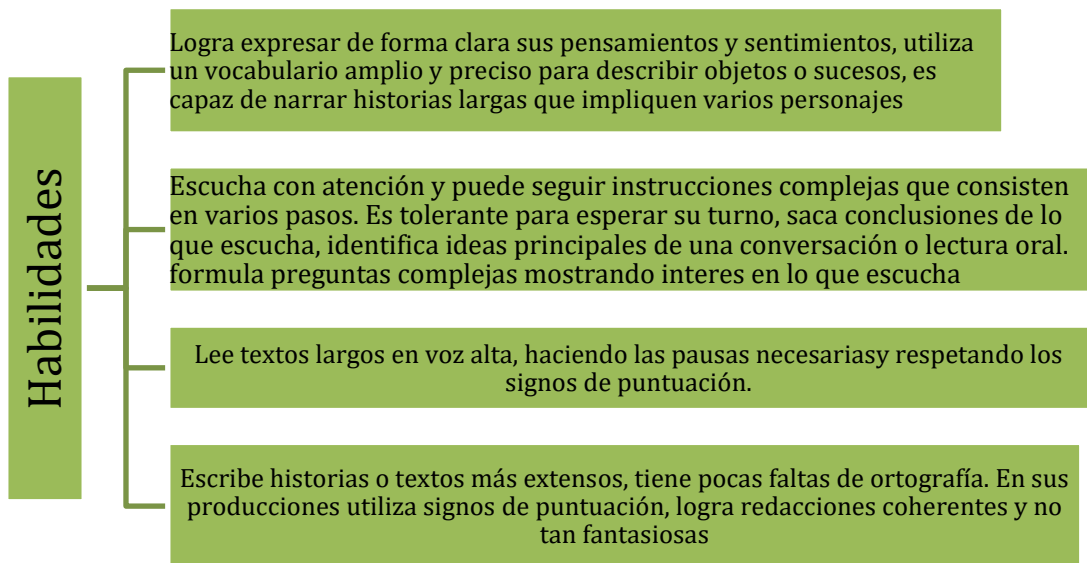 Habilidades
Logra expresar de forma clara sus pensamientos y sentimientos, utiliza
un vocabulario amplio y preciso para describir objetos o sucesos, es
capaz de narrar historias largas que impliquen varios personajes
Escucha con atención y puede seguir instrucciones complejas que consisten
en varios pasos. Es tolerante para esperar su turno, saca conclusiones de lo
que escucha, identifica ideas principales de una conversación o lectura oral.
formula preguntas complejas mostrando interes en lo que escucha
Lee textos largos en voz alta, haciendo las pausas necesariasy respetando los
signos de puntuación.
Escribe historias o textos más extensos, tiene pocas faltas de ortografía. En sus
producciones utiliza signos de puntuación, logra redacciones coherentes y no
tan fantasiosas